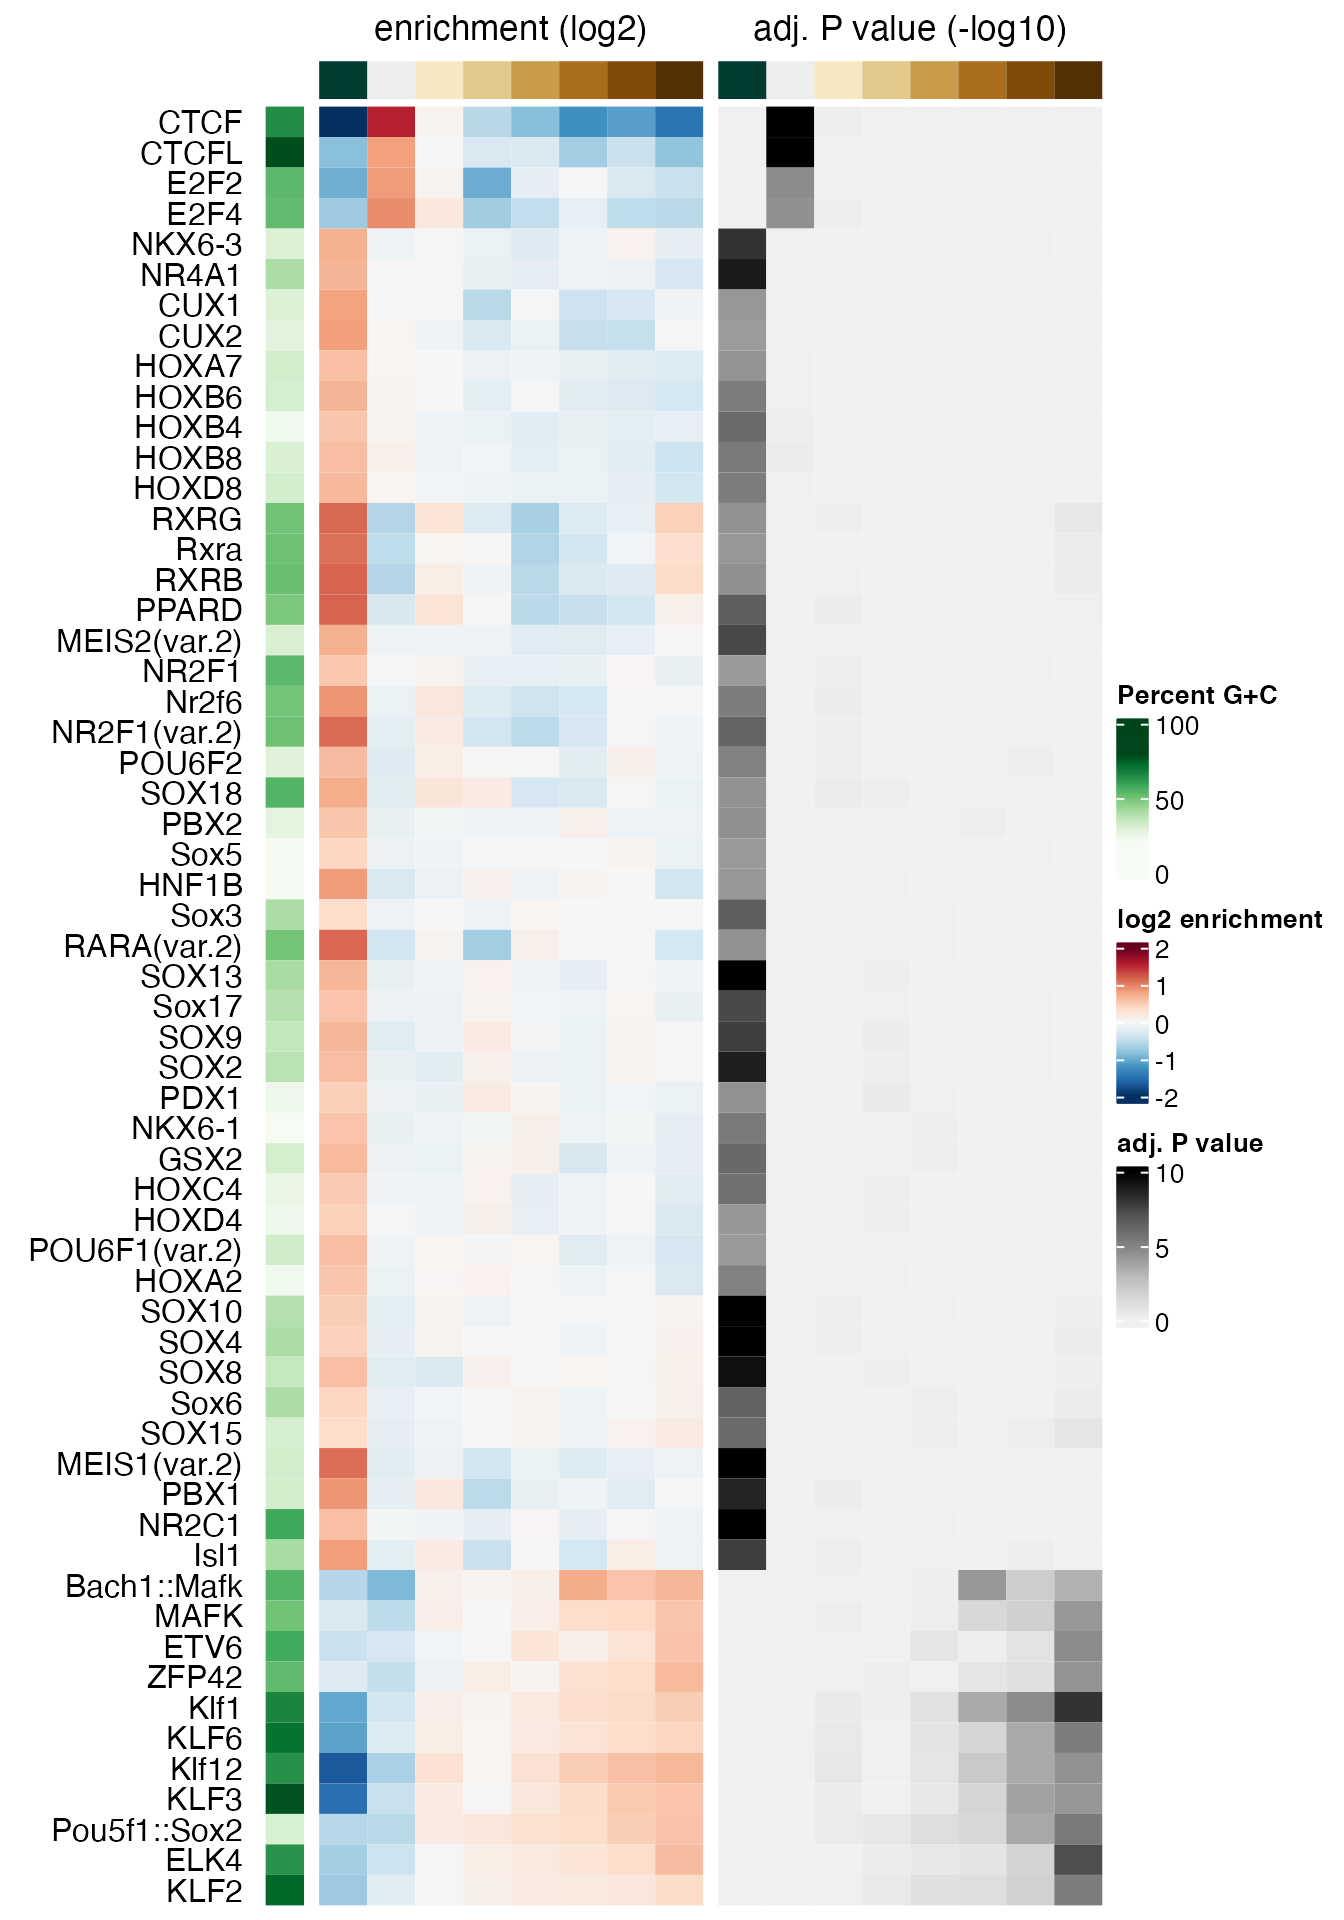 enrichment (log2) adj. P value (-log10)
CTCF
CTCFL
E2F2
E2F4
NKX6-3
NR4A1
CUX1
CUX2
HOXA7
HOXB6
HOXB4
HOXB8
HOXD8
RXRG
Rxra
RXRB
PPARD
MEIS2(var.2)
NR2F1
Nr2f6
NR2F1(var.2)
POU6F2
SOX18
PBX2
Sox5
HNF1B
Sox3
RARA(var.2)
SOX13
Sox17
SOX9
SOX2
PDX1
NKX6-1
GSX2
HOXC4
HOXD4
POU6F1(var.2)
HOXA2
SOX10
SOX4
SOX8
Sox6
SOX15
MEIS1(var.2)
PBX1
NR2C1
Isl1
Bach1::Mafk
MAFK
ETV6
ZFP42
Klf1
KLF6
Klf12
KLF3
Pou5f1::Sox2
ELK4
KLF2
Percent G+C
100
50
0
log2 enrichment
2
1
0
-1
-2
adj. P value
10
5
0